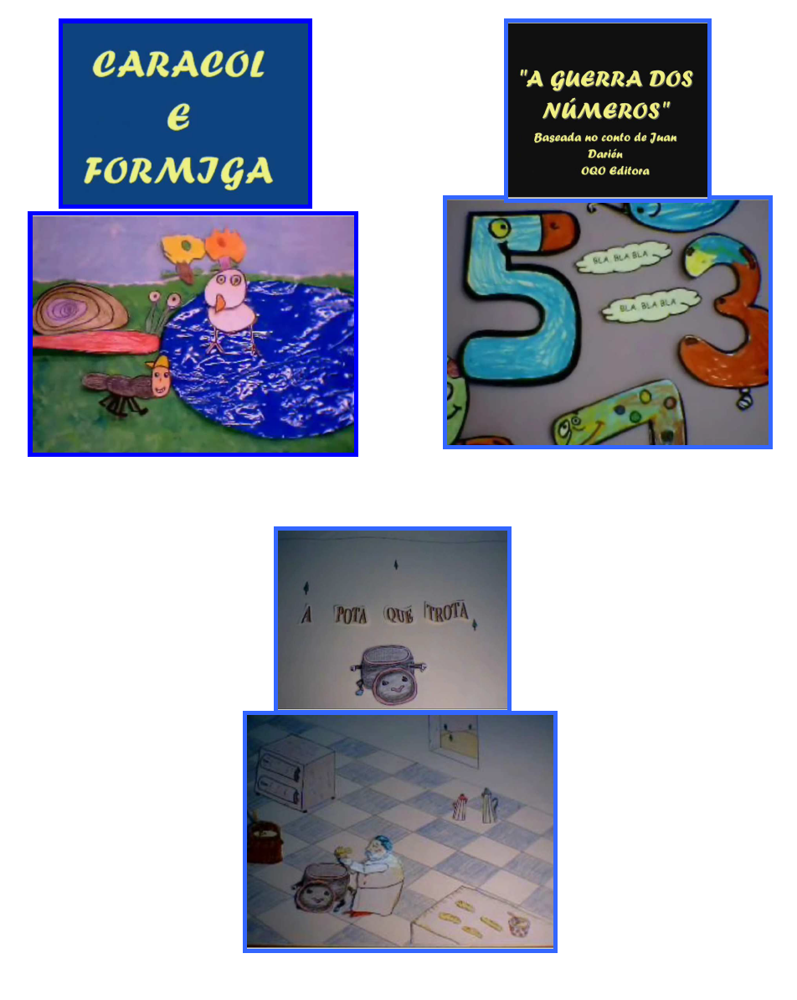 CARACOL
E
FORMIGA
"A GUERRA DOS
NÚMEROS"
Baseada no conto de Juan
Darién
OQO Editora
BLA, BLA BLA
BLA, BLA BLA
A POTA QUE TROTA